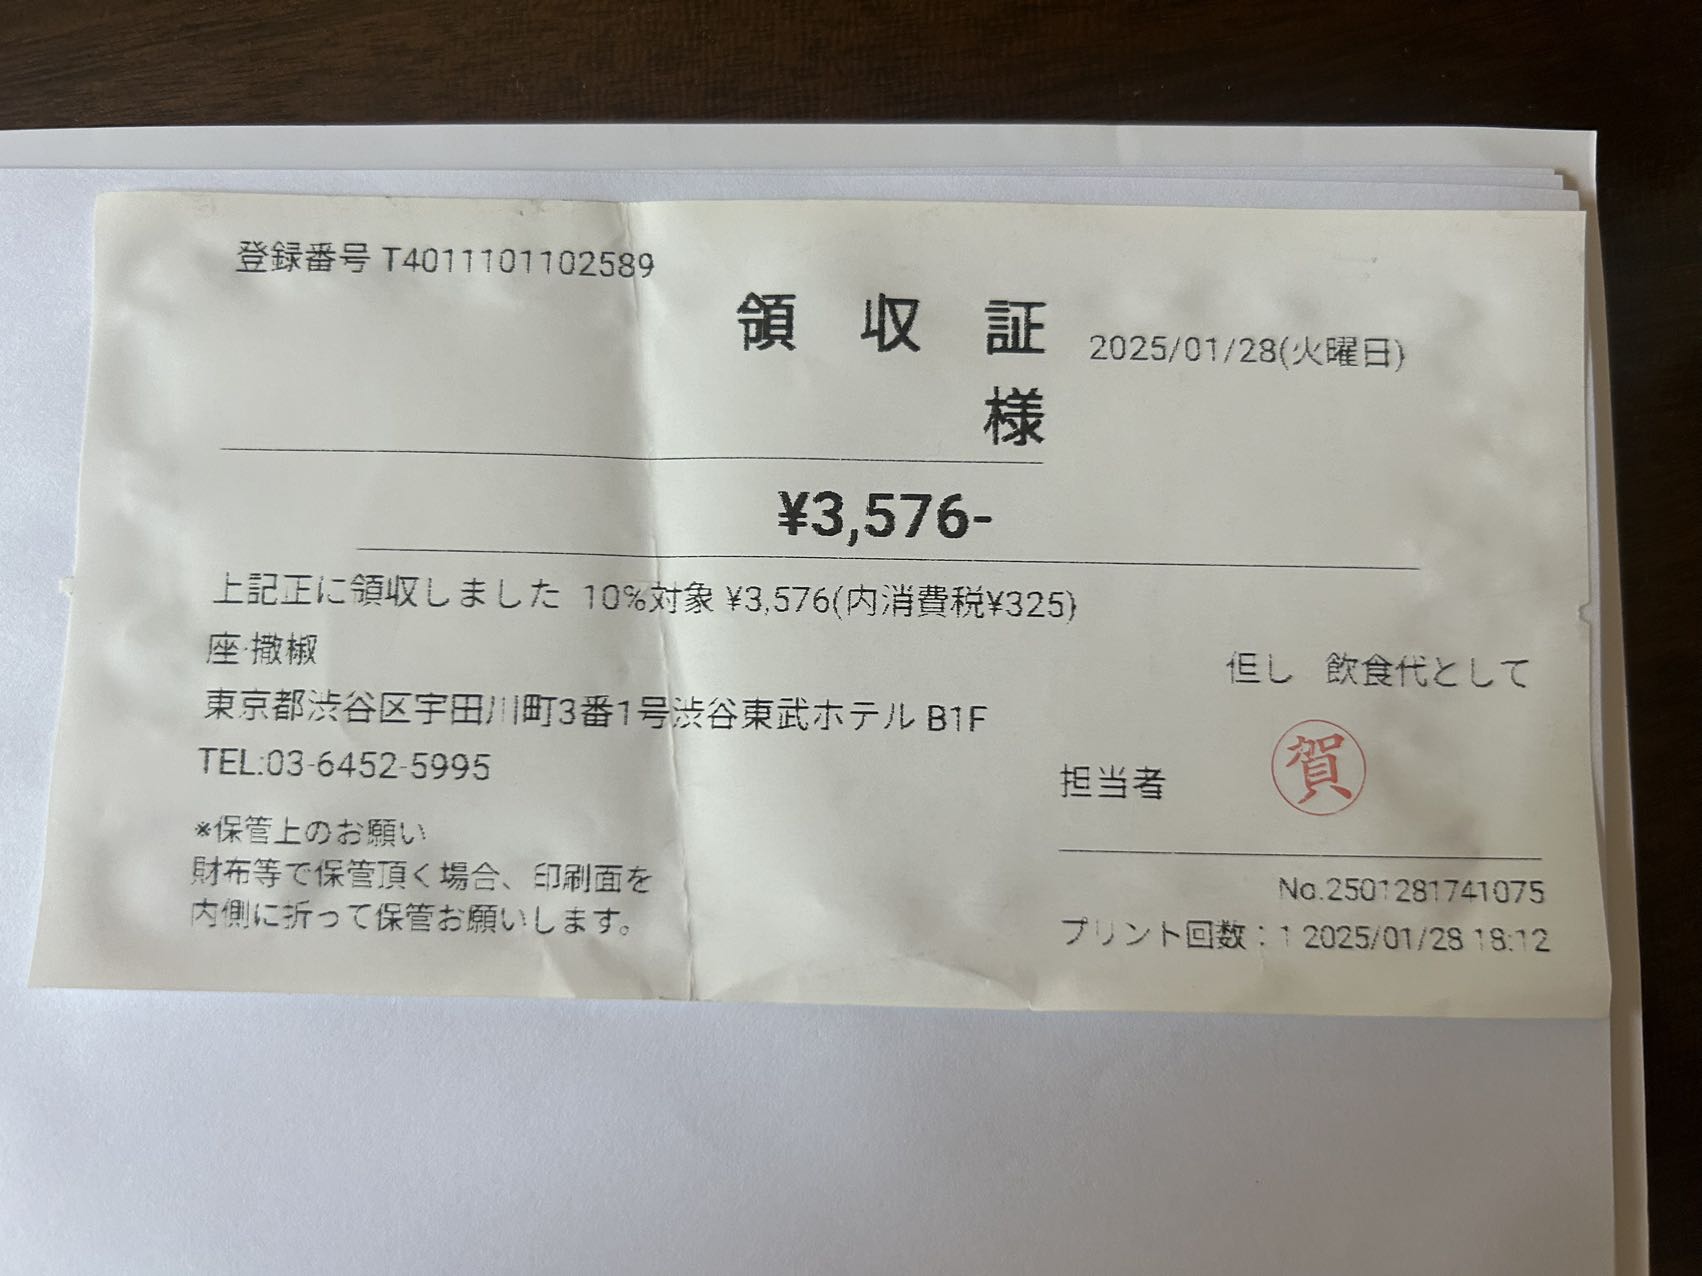 登録番号 T4011101102589
領 収 証 2025/01/28(火曜日)
様
¥3,576-
上記正に領収しました 10%対象 ¥3,576(内消費税¥325)
座·撒椒
但し 飲食代として
東京都渋谷区宇田川町3番1号渋谷東武ホテル B1F
TEL:03-6452-5995
担当者 賀
※保管上のお願い
財布等で保管頂く場合、印刷面を
内側に折って保管お願いします。
No.2501281741075
プリント回数：1 2025/01/28 18:12